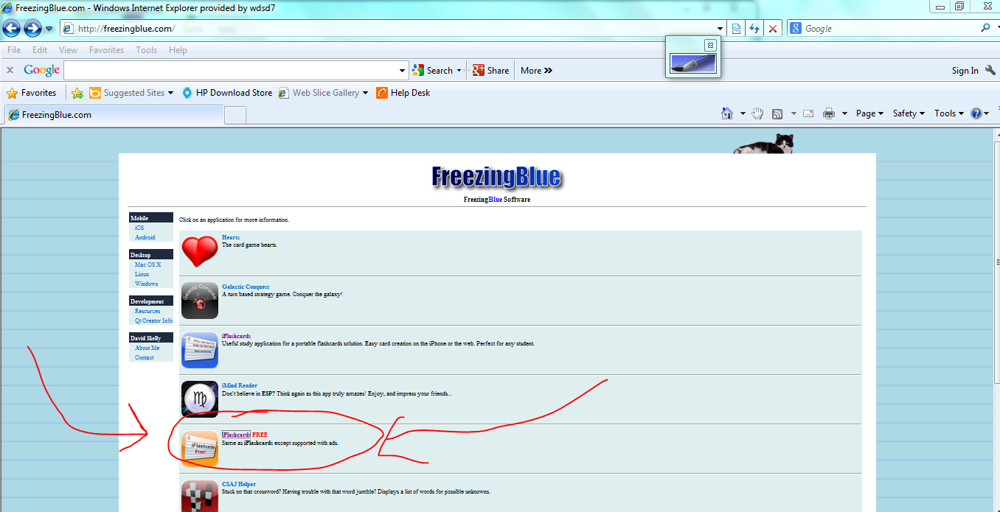 FreezingBlue.com - Windows Internet Explorer provided by wdsd7
http://freezingblue.com/
Google
File Edit View Favorites Tools Help
x Google Search Share More »
Sign In
Favorites Suggested Sites HP Download Store Web Slice Gallery Help Desk
FreezingBlue.com
Page Safety Tools
FreezingBlue
FreezingBlue Software
Mobile
iOS
Android
Desktop
Mac OS X
Linux
Windows
Development
Resources
Qt Creator Info
David Skelly
About Me
Contact
Click on an application for more information.
Hearts
The card game hearts.
Galactic Conquest
Galactic Conquest
A turn based strategy game. Conquer the galaxy!
iFlashcards
Useful study application for a portable flashcards solution. Easy card creation on the iPhone or the web. Perfect for any student.
iMind Reader
Don't believe in ESP? Think again as this app truly amazes! Enjoy, and impress your friends...
iFlashcards
Free!
iFlashcards FREE
Same as iFlashcards except supported with ads.
CSAJ Helper
Stuck on that crossword? Having trouble with that word jumble? Displays a list of words for possible unknowns.